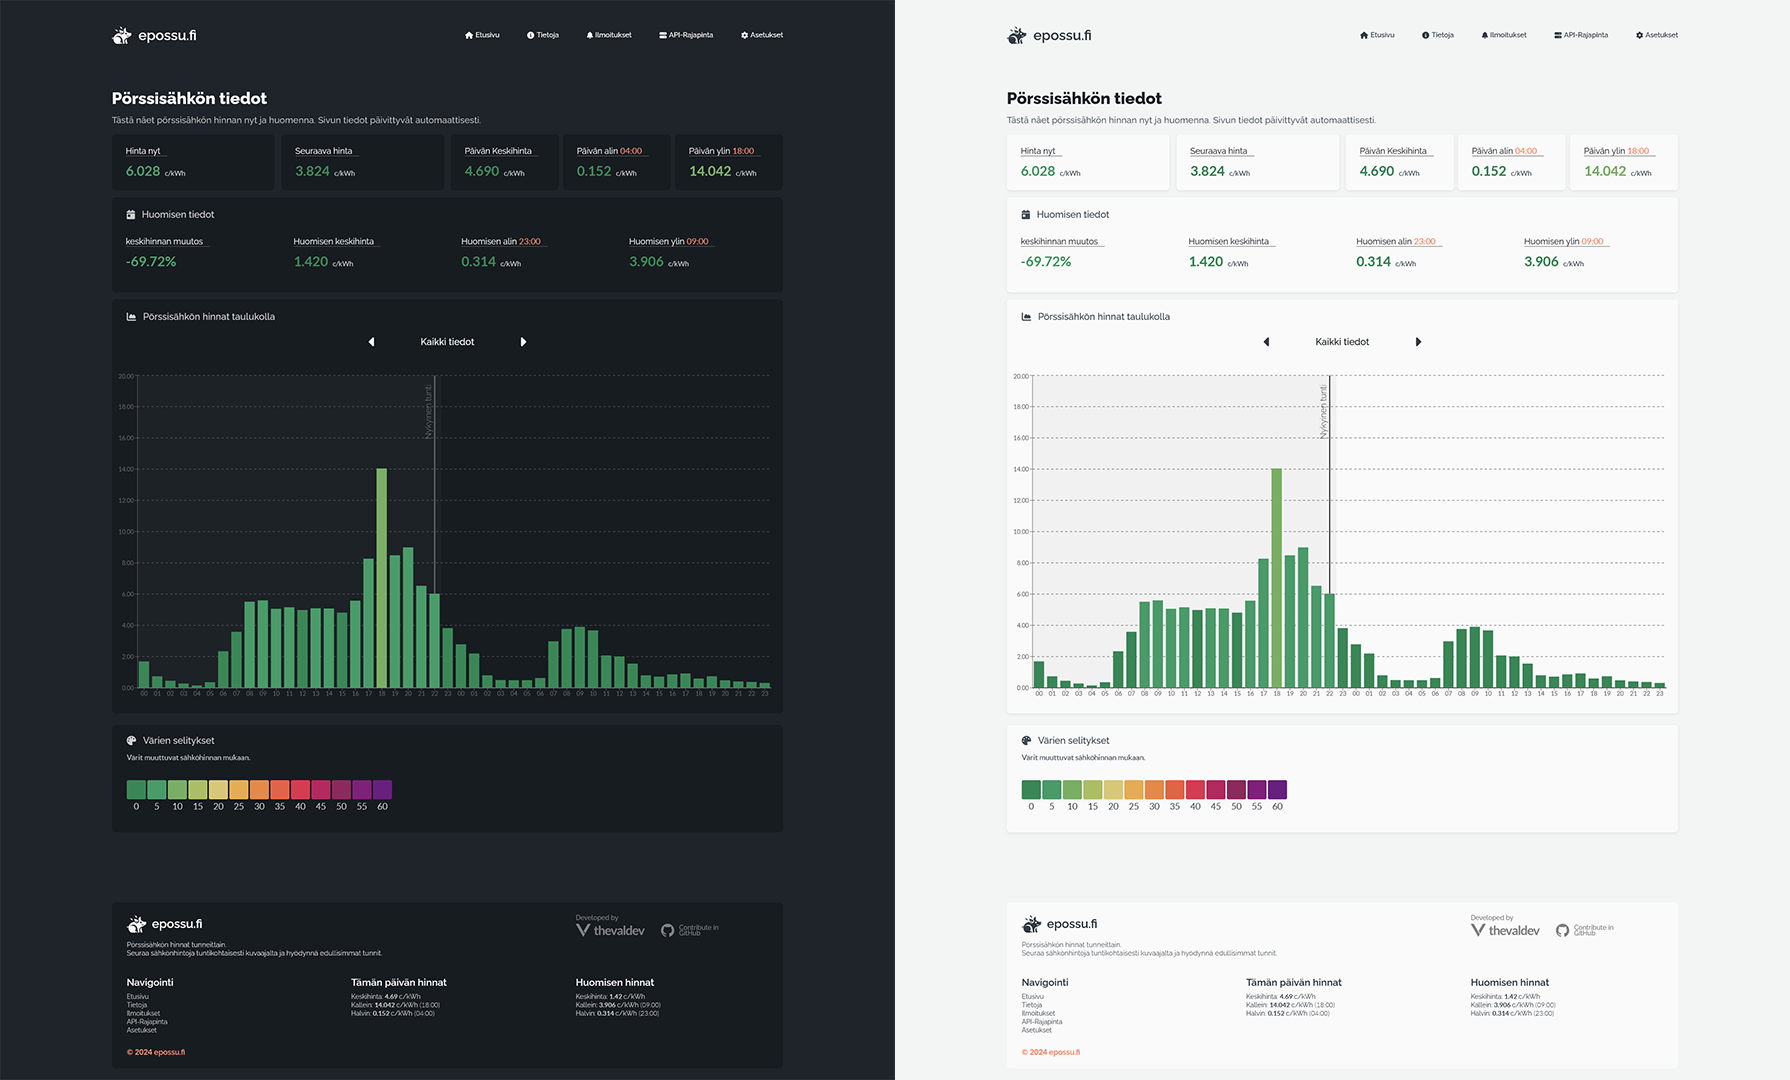 epossu.fi
Etusivu Tietoja Ilmoitukset API-Rajapinta Asetukset
Pörssisähkön tiedot
Tästä näet pörssisähkön hinnan nyt ja huomenna. Sivun tiedot päivittyvät automaattisesti.
Hinta nyt
6.028 c/kWh
Seuraava hinta
3.824 c/kWh
Päivän Keskihinta
4.690 c/kWh
Päivän alin 04:00
0.152 c/kWh
Päivän ylin 18:00
14.042 c/kWh
Huomisen tiedot
keskihinnan muutos
-69.72%
Huomisen keskihinta
1.420 c/kWh
Huomisen alin 23:00
0.314 c/kWh
Huomisen ylin 09:00
3.906 c/kWh
Pörssisähkön hinnat taulukolla
Kaikki tiedot
20.00
18.00
16.00
14.00
12.00
10.00
8.00
6.00
4.00
2.00
0.00
Nykyinen tunti
00 01 02 03 04 05 06 07 08 09 10 11 12 13 14 15 16 17 18 19 20 21 22 23 00 01 02 03 04 05 06 07 08 09 10 11 12 13 14 15 16 17 18 19 20 21 22 23
Värien selitykset
Värit muuttuvat sähköhinnan mukaan.
0 5 10 15 20 25 30 35 40 45 50 55 60
epossu.fi
Pörssisähkön hinnat tunneittain.
Seuraa sähkönhintoja tuntikohtaisesti kuvaajalta ja hyödynnä edullisimmat tunnit.
Developed by
thevaldev
Contribute in
GitHub
Navigointi
Etusivu
Tietoja
Ilmoitukset
API-Rajapinta
Asetukset
Tämän päivän hinnat
Keskihinta: 4.69 c/kWh
Kallein: 14.042 c/kWh (18:00)
Halvin: 0.152 c/kWh (04:00)
Huomisen hinnat
Keskihinta: 1.42 c/kWh
Kallein: 3.906 c/kWh (09:00)
Halvin: 0.314 c/kWh (23:00)
© 2024 epossu.fi
epossu.fi
Etusivu Tietoja Ilmoitukset API-Rajapinta Asetukset
Pörssisähkön tiedot
Tästä näet pörssisähkön hinnan nyt ja huomenna. Sivun tiedot päivittyvät automaattisesti.
Hinta nyt
6.028 c/kWh
Seuraava hinta
3.824 c/kWh
Päivän Keskihinta
4.690 c/kWh
Päivän alin 04:00
0.152 c/kWh
Päivän ylin 18:00
14.042 c/kWh
Huomisen tiedot
keskihinnan muutos
-69.72%
Huomisen keskihinta
1.420 c/kWh
Huomisen alin 23:00
0.314 c/kWh
Huomisen ylin 09:00
3.906 c/kWh
Pörssisähkön hinnat taulukolla
Kaikki tiedot
20.00
18.00
16.00
14.00
12.00
10.00
8.00
6.00
4.00
2.00
0.00
Nykyinen tunti
00 01 02 03 04 05 06 07 20 09 10 11 12 13 14 15 16 17 18 19 20 21 22 23 00 01 02 03 04 05 06 07 08 09 10 11 12 13 14 15 16 17 18 19 20 21 22 23
Värien selitykset
Värit muuttuvat sähköhinnan mukaan.
0 5 10 15 20 25 30 35 40 45 50 55 60
epossu.fi
Pörssisähkön hinnat tunneittain.
Seuraa sähkönhintoja tuntikohtaisesti kuvaajalta ja hyödynnä edullisimmat tunnit.
Developed by
thevaldev
Contribute in
GitHub
Navigointi
Etusivu
Tietoja
Ilmoitukset
API-Rajapinta
Asetukset
Tämän päivän hinnat
Keskihinta: 4.69 c/kWh
Kallein: 14.042 c/kWh (18:00)
Halvin: 0.152 c/kWh (04:00)
Huomisen hinnat
Keskihinta: 1.42 c/kWh
Kallein: 3.906 c/kWh (09:00)
Halvin: 0.314 c/kWh (23:00)
© 2024 epossu.fi